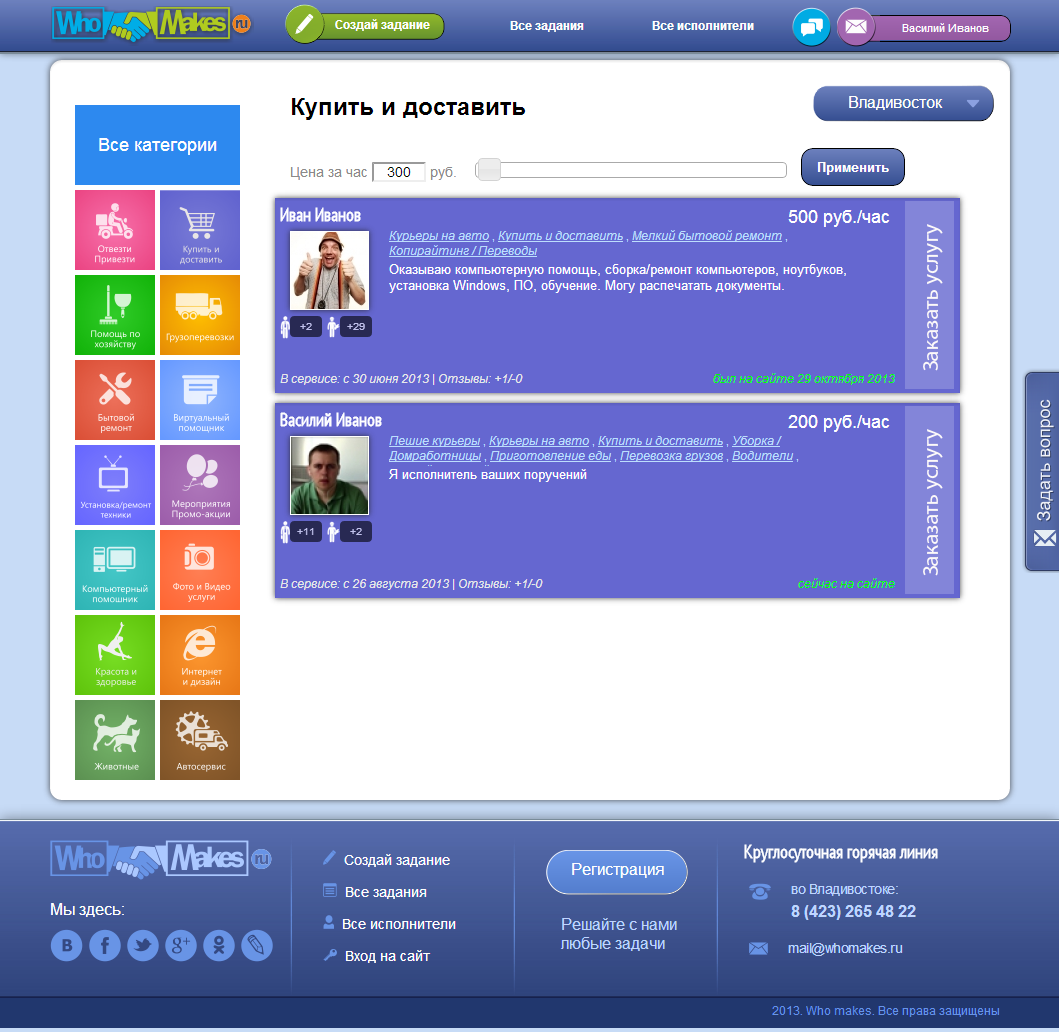 Who Makes ru
Создай задание
Все задания
Все исполнители
Василий Иванов
Все категории
Отвезти
Привезти
Купить и
доставить
Помощь по
хозяйству
Грузоперевозки
Бытовой
ремонт
Виртуальный
помощник
Установка/ремонт
техники
Мероприятия
Промо-акции
Компьютерный
помошник
Фото и Видео
услуги
Красота и
здоровье
Интернет
и дизайн
Животные
Автосервис
Купить и доставить
Владивосток
Цена за час 300 руб.
Применить
Иван Иванов
500 руб./час
Курьеры на авто , Купить и доставить , Мелкий бытовой ремонт ,
Копирайтинг / Переводы
Оказываю компьютерную помощь, сборка/ремонт компьютеров, ноутбуков,
установка Windows, ПО, обучение. Могу распечатать документы.
+2
+29
В сервисе: с 30 июня 2013 | Отзывы: +1/-0
был на сайте 29 октября 2013
Заказать услугу
Василий Иванов
200 руб./час
Пешие курьеры , Курьеры на авто , Купить и доставить , Уборка /
Домработницы , Приготовление еды , Перевозка грузов , Водители ,
Я исполнитель ваших поручений
+11
+2
В сервисе: с 26 августа 2013 | Отзывы: +1/-0
сейчас на сайте
Заказать услугу
Задать вопрос
Who Makes ru
Мы здесь:
В
f
g+
Создай задание
Все задания
Все исполнители
Вход на сайт
Регистрация
Решайте с нами
любые задачи
Круглосуточная горячая линия
во Владивостоке:
8 (423) 265 48 22
mail@whomakes.ru
2013. Who makes. Все права защищены